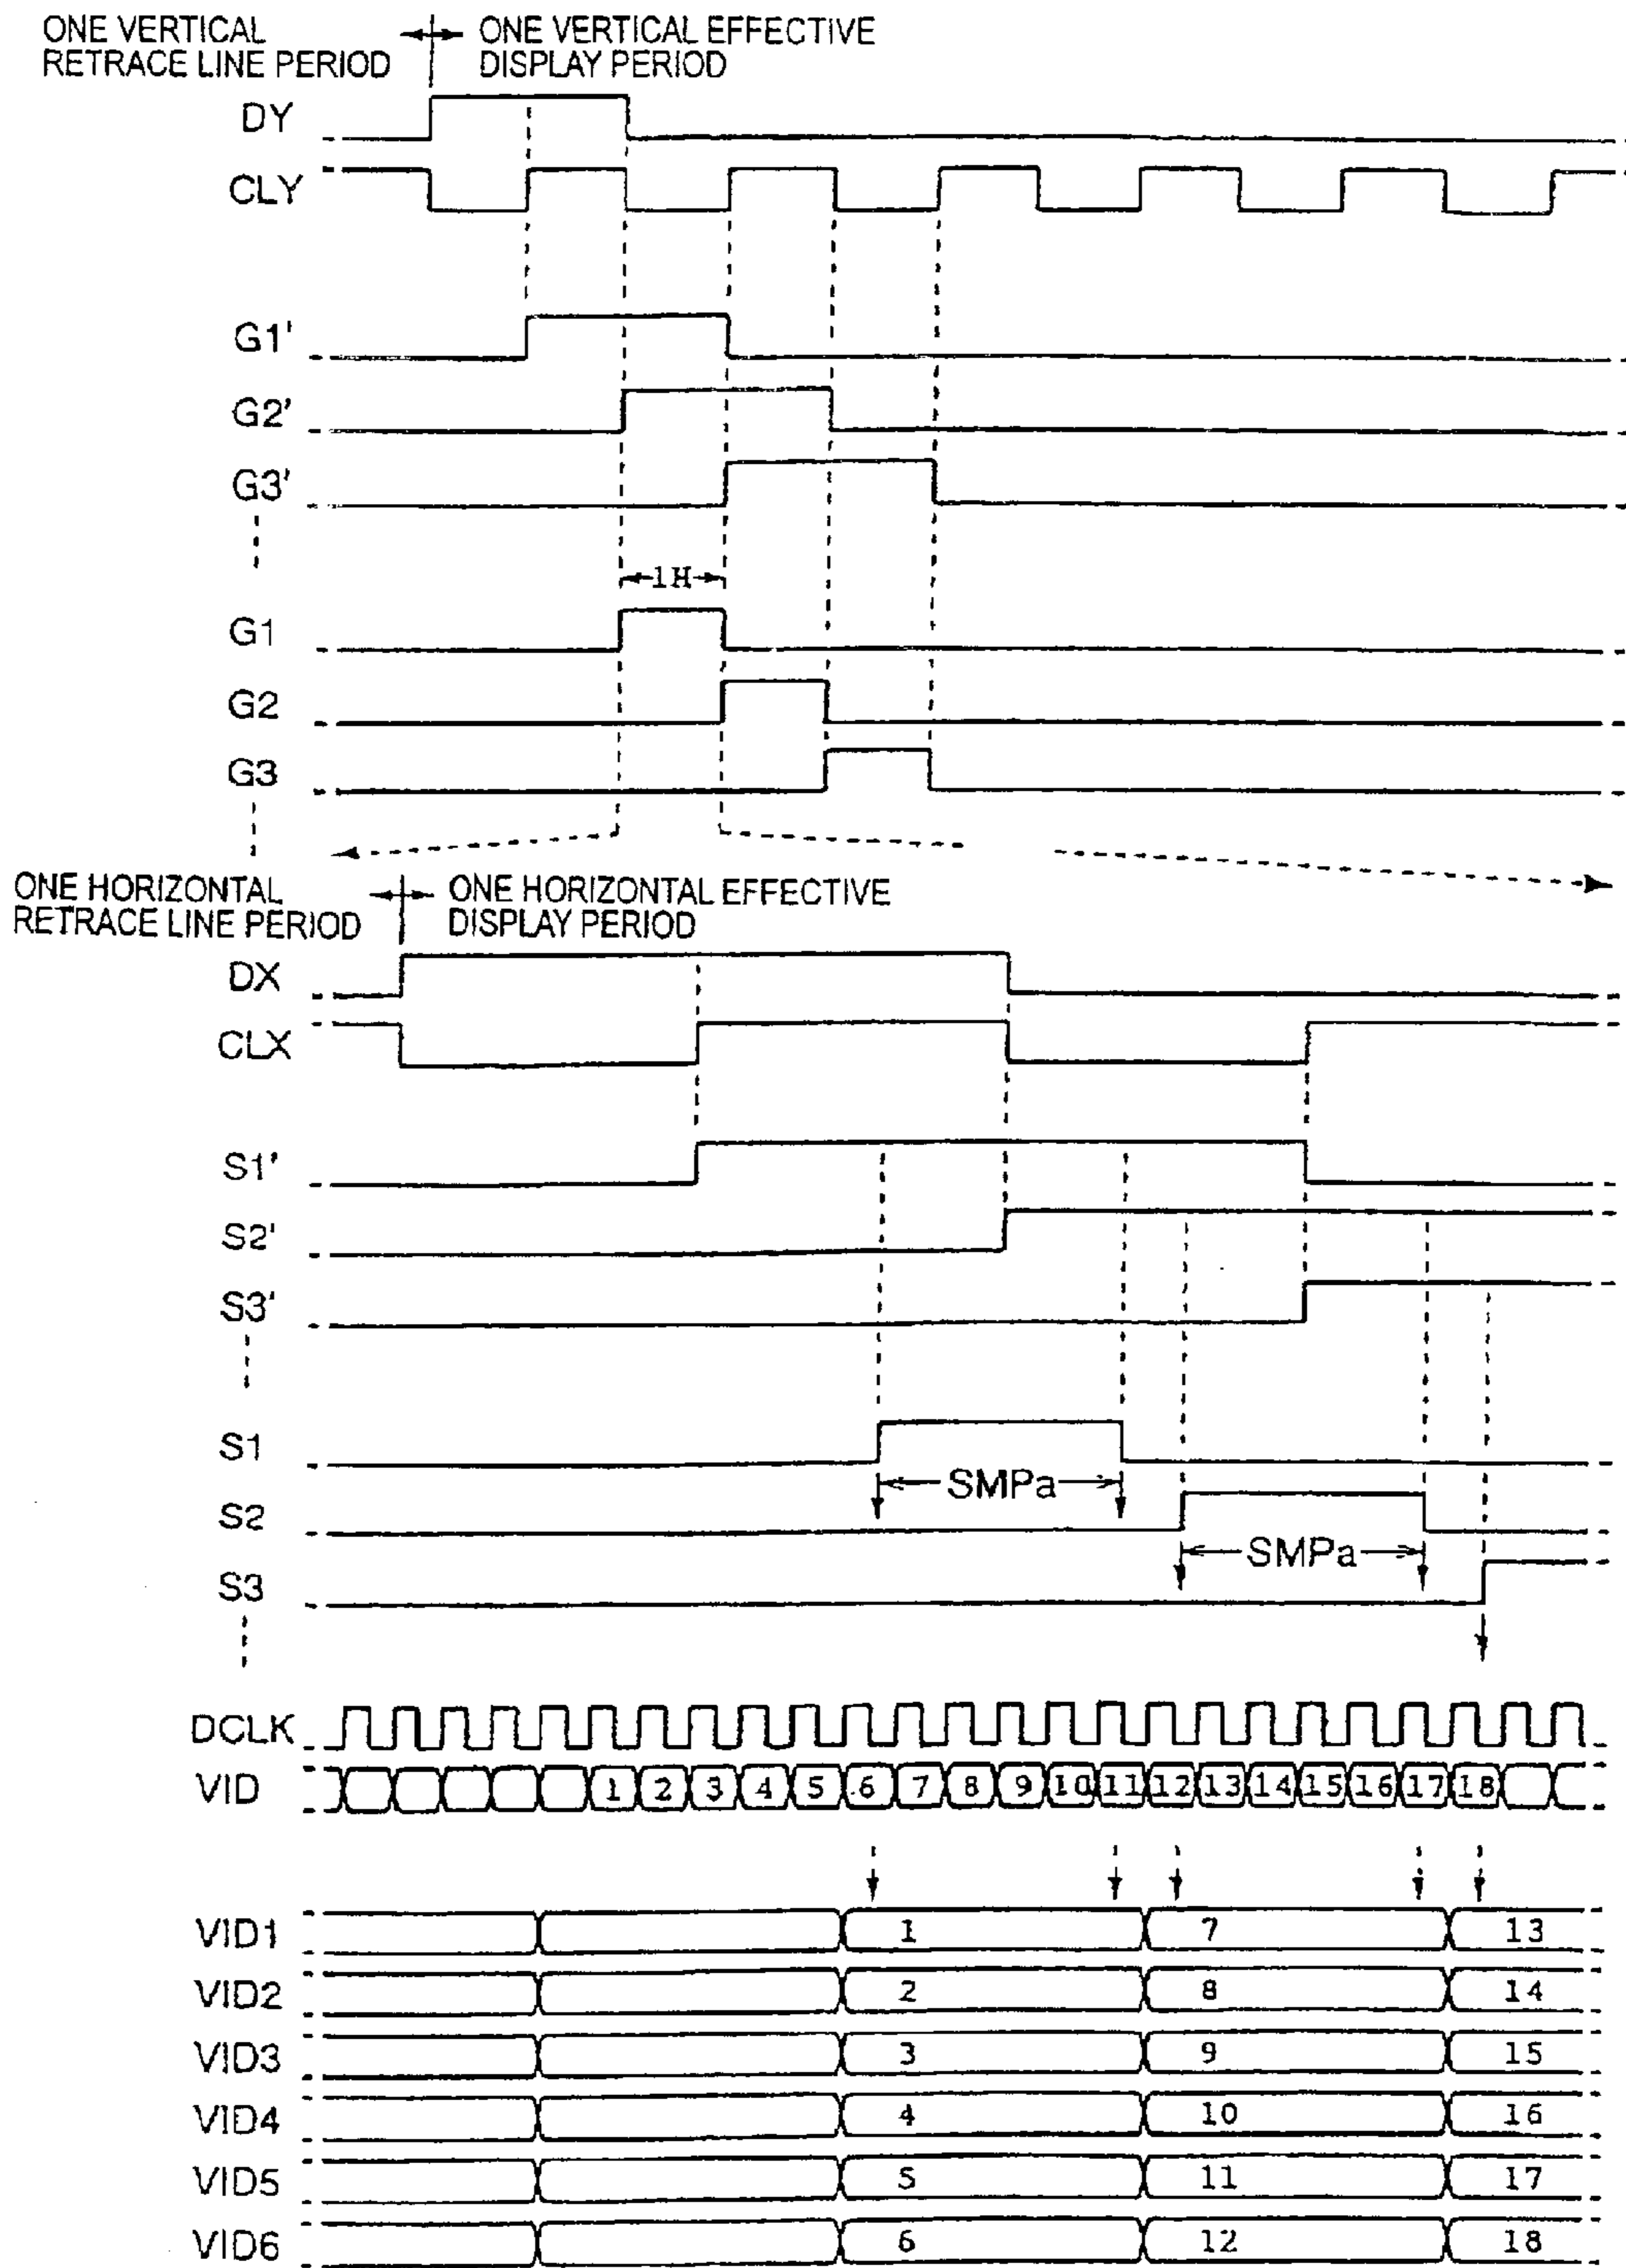 ONE VERTICAL
RETRACE LINE PERIOD
ONE VERTICAL EFFECTIVE
DISPLAY PERIOD
DY
CLY
G1'
G2'
G3'
1H
G1
G2
G3
ONE HORIZONTAL
RETRACE LINE PERIOD
ONE HORIZONTAL EFFECTIVE
DISPLAY PERIOD
DX
CLX
S1'
S2'
S3'
S1
SMPa
S2
SMPa
S3
DCLK
VID 1 2 3 4 5 6 7 8 9 10 11 12 13 14 15 16 17 18
VID1 1 7 13
VID2 2 8 14
VID3 3 9 15
VID4 4 10 16
VID5 5 11 17
VID6 6 12 18